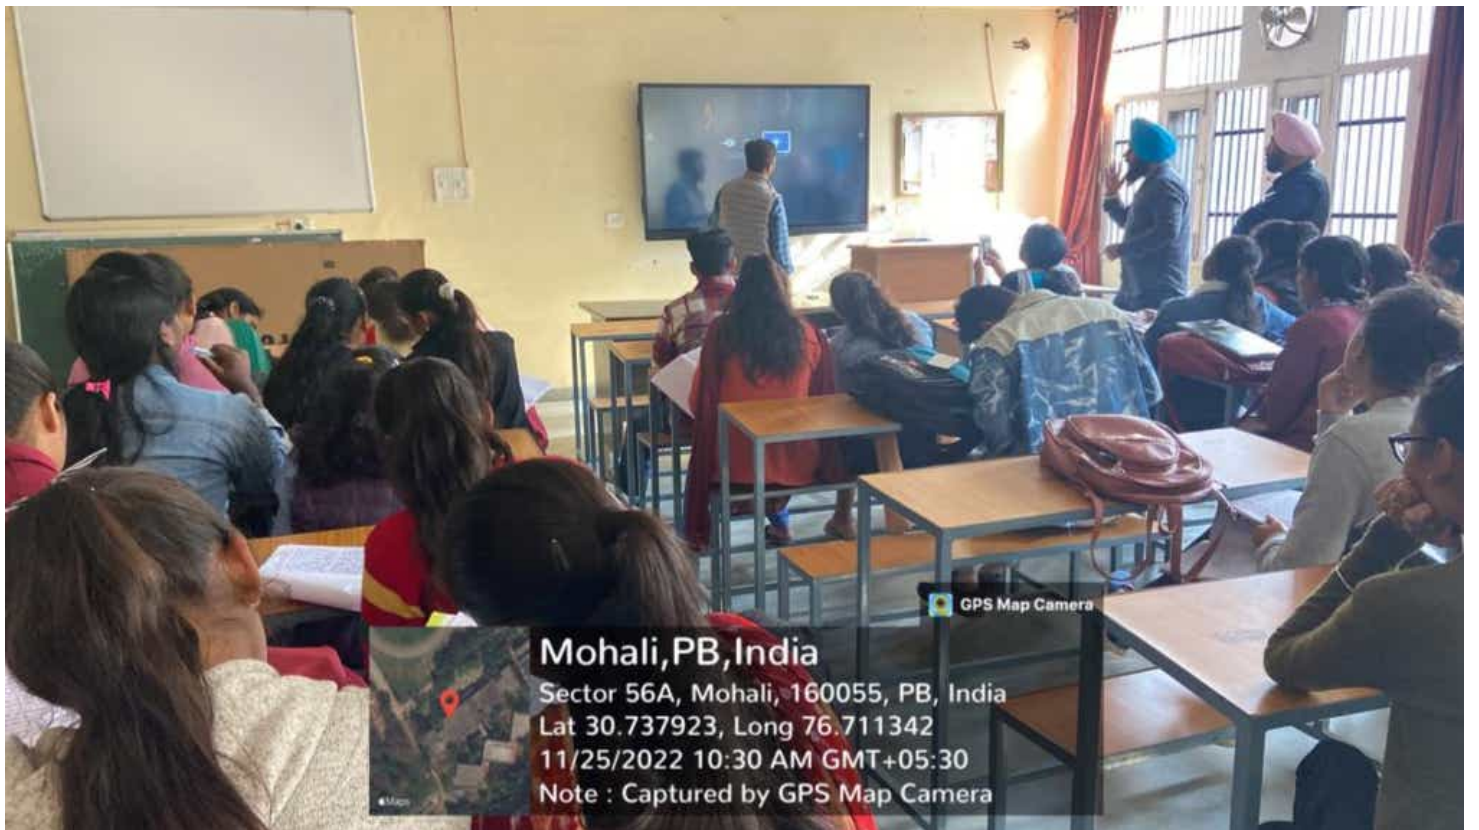 GPS Map Camera
Mohali,PB,India
Sector 56A, Mohali, 160055, PB, India
Lat 30.737923, Long 76.711342
11/25/2022 10:30 AM GMT+05:30
Note : Captured by GPS Map Camera
Maps